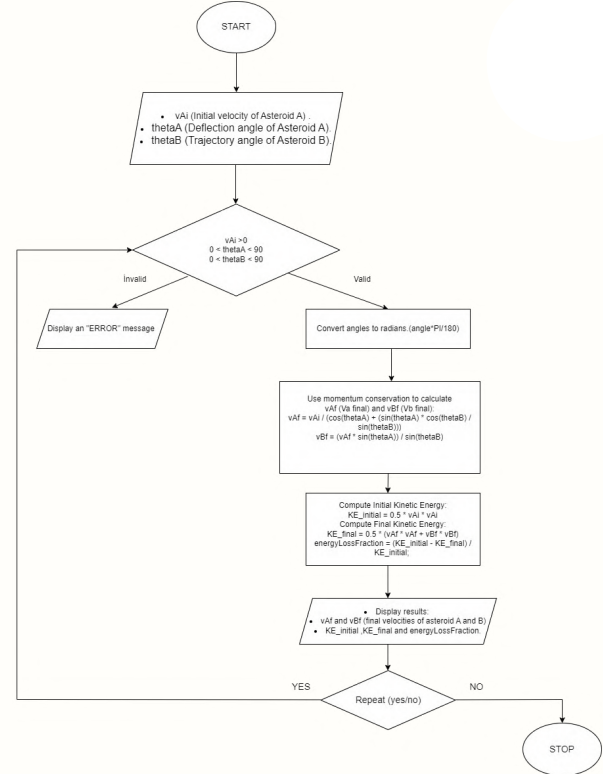 START
• vAi (Initial velocity of Asteroid A) .
• thetaA (Deflection angle of Asteroid A).
• thetaB (Trajectory angle of Asteroid B).
vAi >0
0 < thetaA < 90
0 < thetaB < 90
Invalid
Valid
Display an "ERROR" message
Convert angles to radians.(angle*PI/180)
Use momentum conservation to calculate
vAf (Va final) and vBf (Vb final):
vAf = vAi / (cos(thetaA) + (sin(thetaA) * cos(thetaB) /
sin(thetaB)))
vBf = (vAf * sin(thetaA)) / sin(thetaB)
Compute Initial Kinetic Energy:
KE_initial = 0.5 * vAi * vAi
Compute Final Kinetic Energy:
KE_final = 0.5 * (vAf * vAf + vBf * vBf)
energyLossFraction = (KE_initial - KE_final) /
KE_initial;
• Display results:
• vAf and vBf (final velocities of asteroid A and B)
• KE_initial ,KE_final and energyLossFraction.
YES
Repeat (yes/no)
NO
STOP